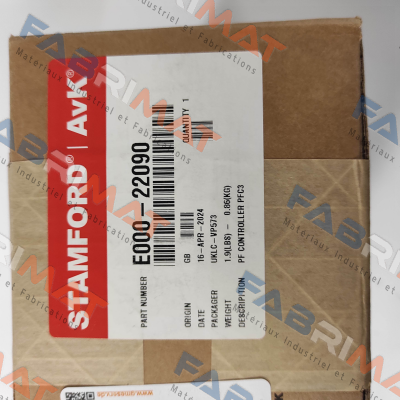 STAMFORD® | AvK®
PART NUMBER
E000-22090
ORIGIN GB QUANTITY 1
DATE 16-APR-2024
PACKAGER UKLC-VP573
WEIGHT 1.9(LBS) - 0.86(KG)
DESCRIPTION PF CONTROLLER PFC3
FABRIMAT
Matériaux Industriels et Fabrications